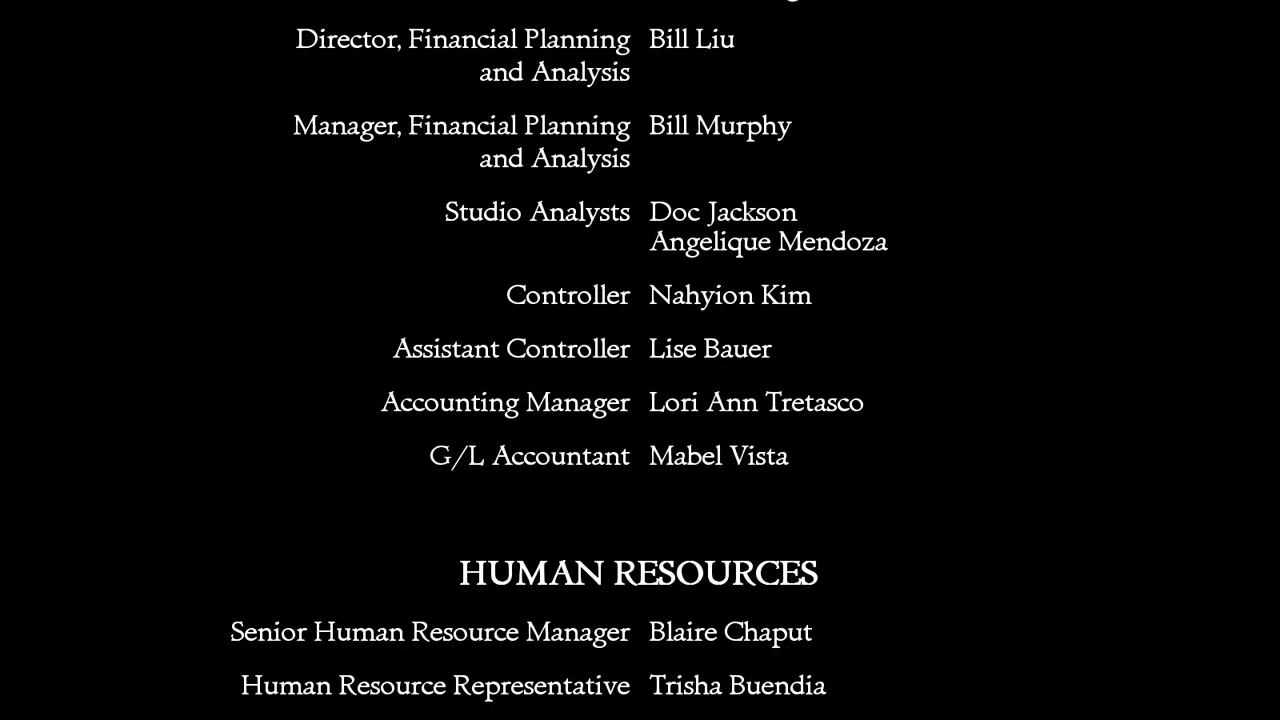 Director, Financial Planning Bill Liu
and Analysis
Manager, Financial Planning Bill Murphy
and Analysis
Studio Analysts Doc Jackson
Angelique Mendoza
Controller Nahyion Kim
Assistant Controller Lise Bauer
Accounting Manager Lori Ann Tretasco
G/L Accountant Mabel Vista
HUMAN RESOURCES
Senior Human Resource Manager Blaire Chaput
Human Resource Representative Trisha Buendia